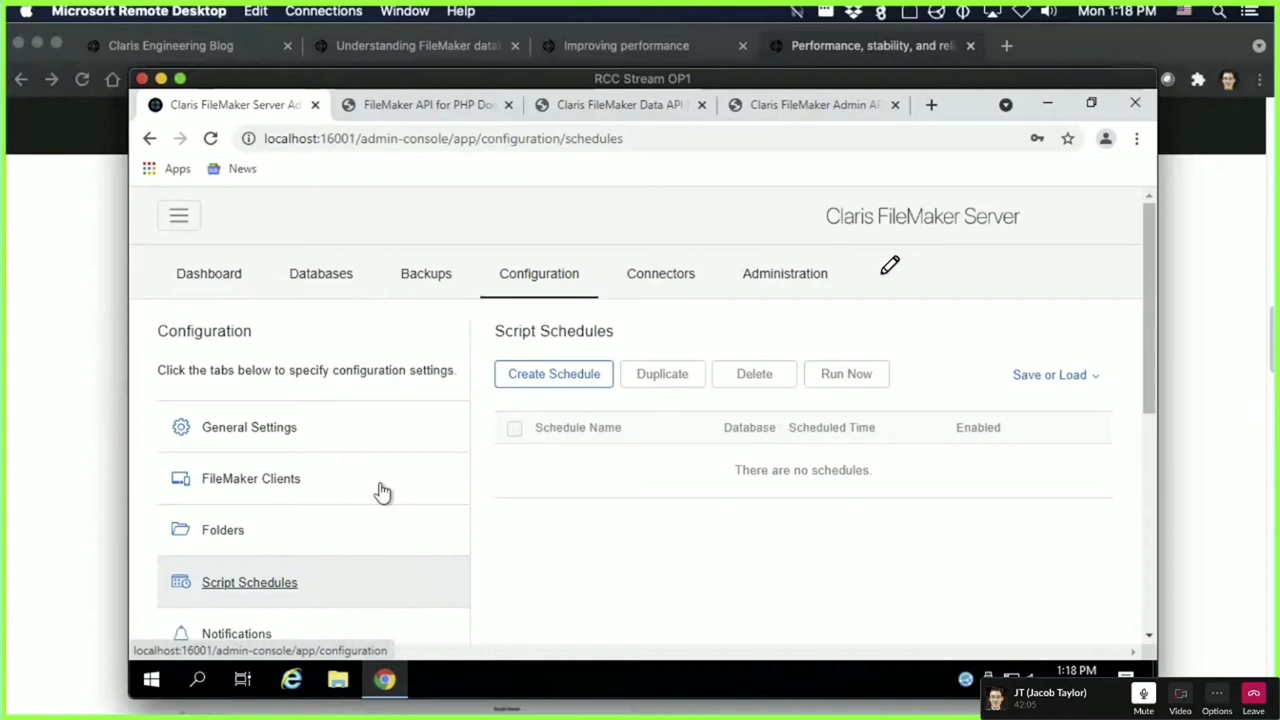 Microsoft Remote Desktop Edit Connections Window Help Mon 1:18 PM
Claris Engineering Blog Understanding FileMaker data Improving performance Performance, stability, and reli
RCC Stream OP1
Claris FileMaker Server Ad FileMaker API for PHP Do Claris FileMaker Data API Claris FileMaker Admin AP
localhost:16001/admin-console/app/configuration/schedules
Apps News
Claris FileMaker Server
Dashboard Databases Backups Configuration Connectors Administration
Configuration
Click the tabs below to specify configuration settings.
General Settings
FileMaker Clients
Folders
Script Schedules
Notifications
Script Schedules
Create Schedule Duplicate Delete Run Now Save or Load
Schedule Name Database Scheduled Time Enabled
There are no schedules.
localhost:16001/admin-console/app/configuration
1:18 PM
JT (Jacob Taylor)
42:05
Mute Video Options Leave